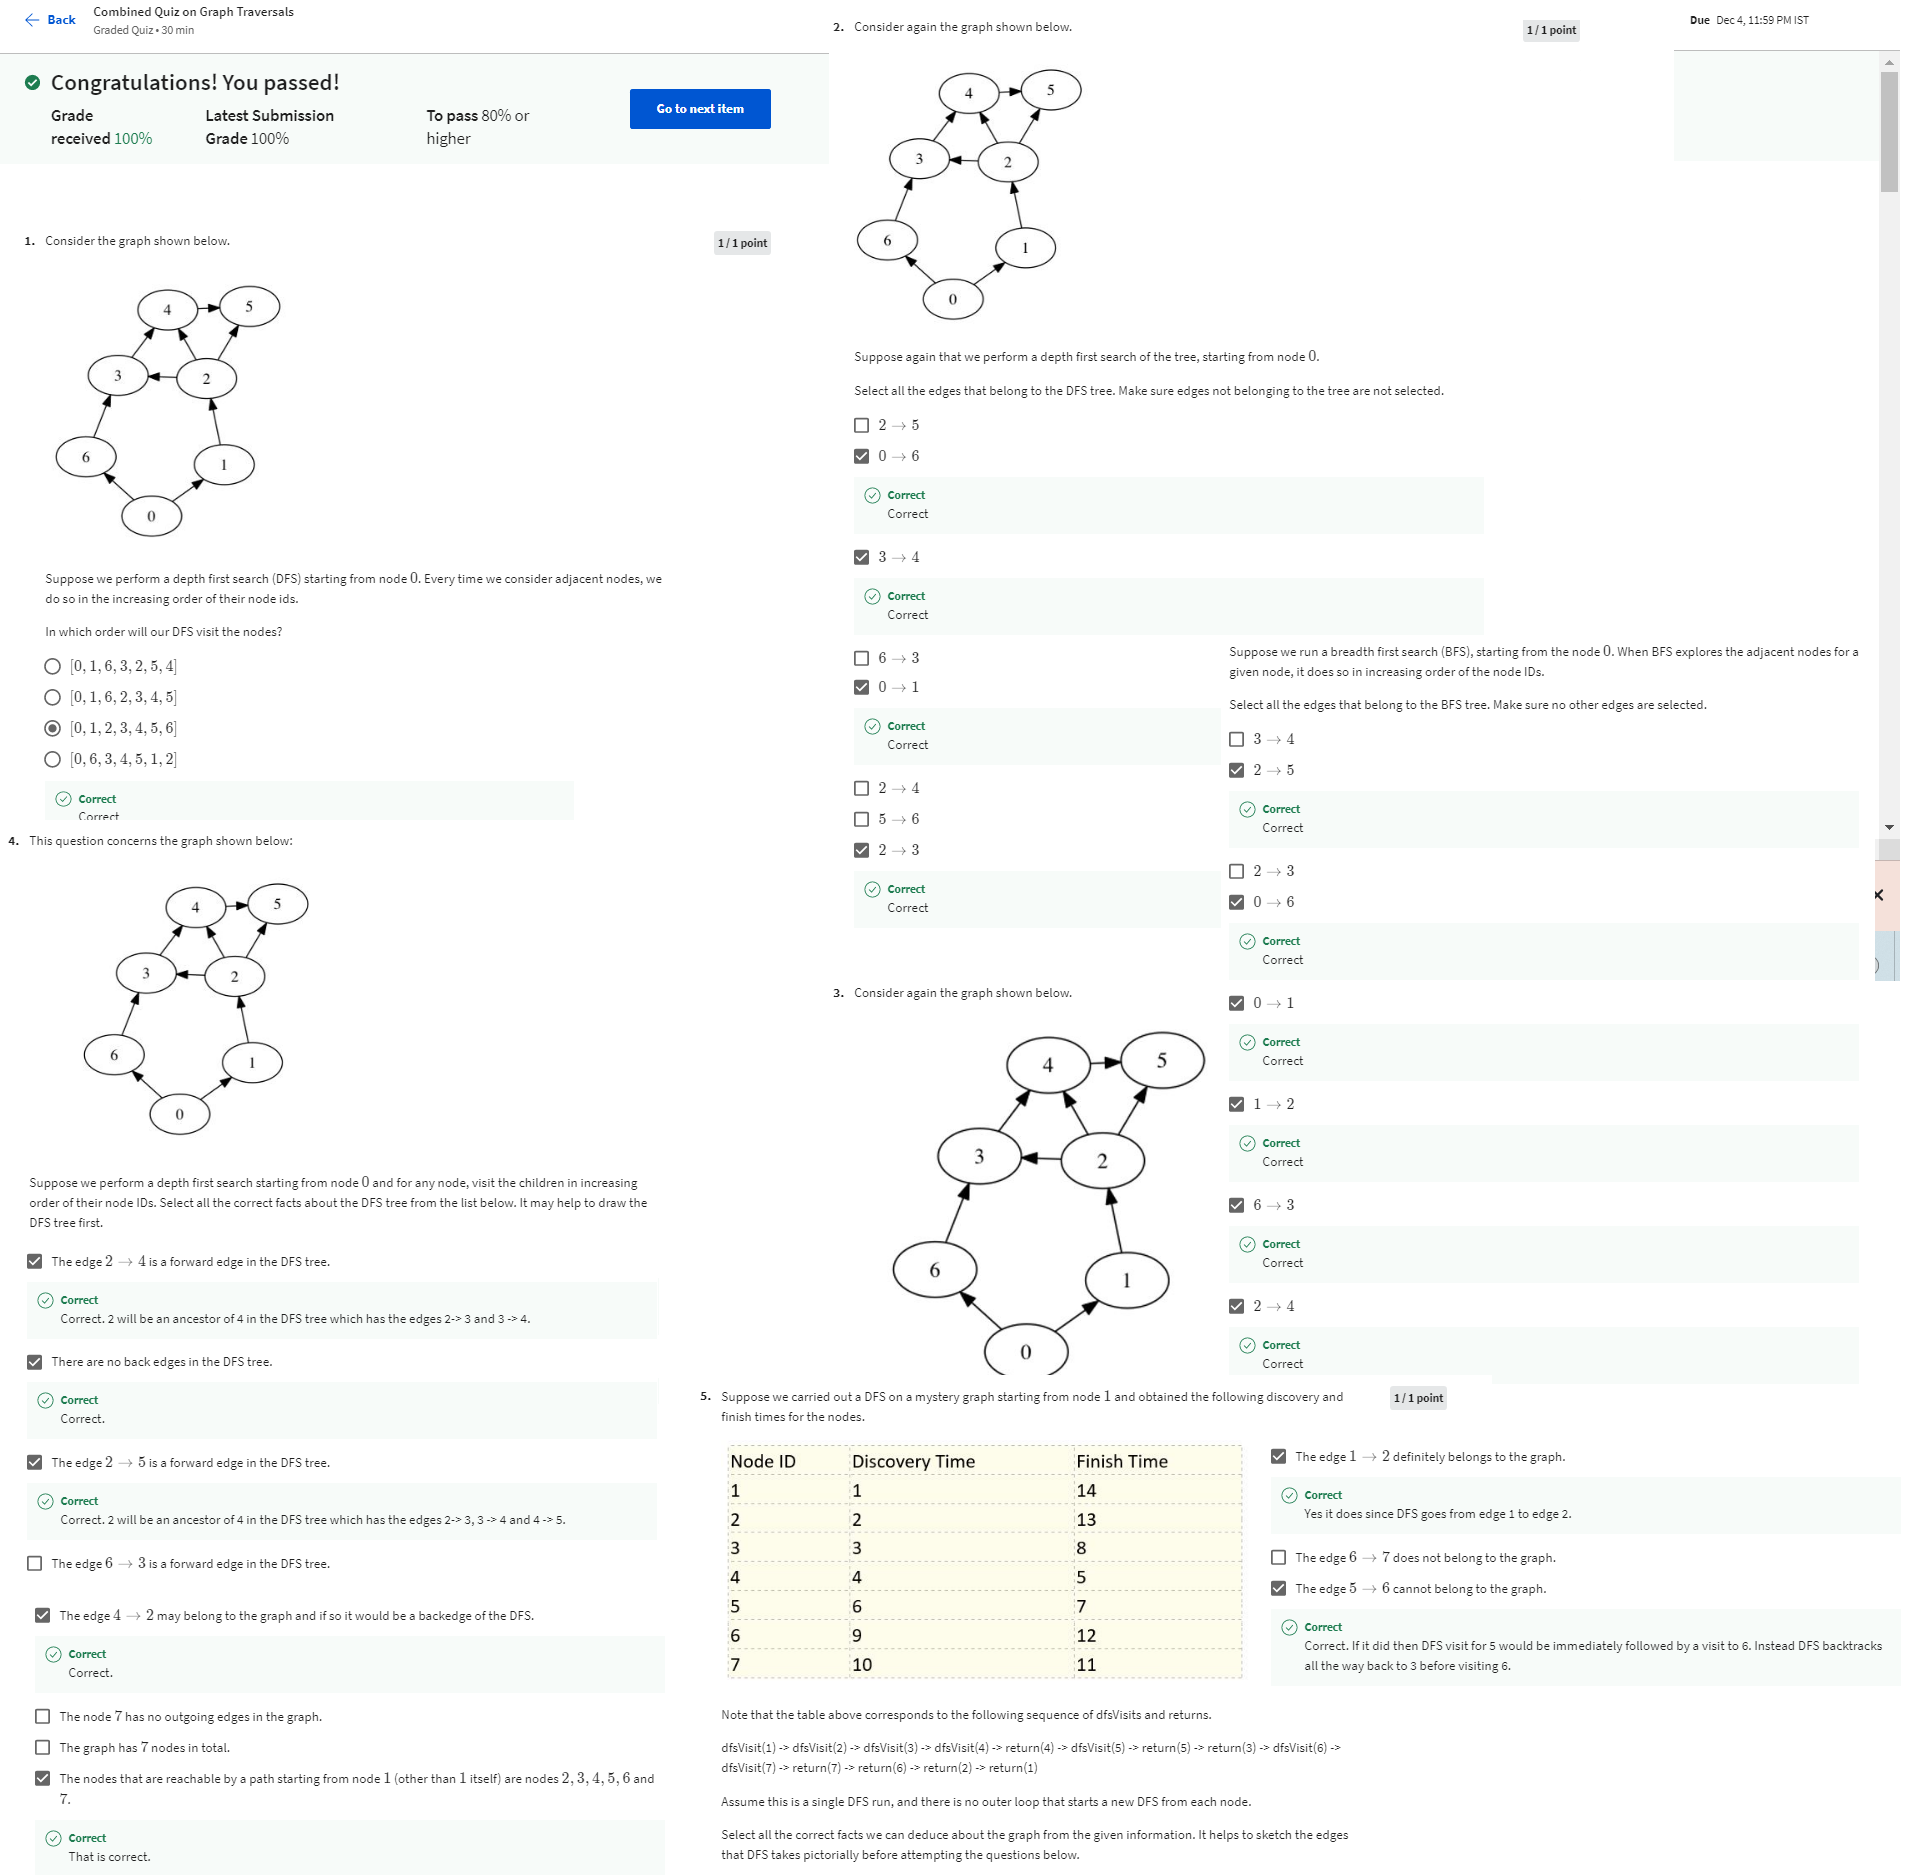 Back
Combined Quiz on Graph Traversals
Graded Quiz • 30 min
Due Dec 4, 11:59 PM IST
Congratulations! You passed!
Grade received 100%
Latest Submission Grade 100%
To pass 80% or higher
Go to next item
1. Consider the graph shown below.
1 / 1 point
4
5
3
2
6
1
0
Suppose we perform a depth first search (DFS) starting from node 0. Every time we consider adjacent nodes, we
do so in the increasing order of their node ids.
In which order will our DFS visit the nodes?
[0, 1, 6, 3, 2, 5, 4]
[0, 1, 6, 2, 3, 4, 5]
[0, 1, 2, 3, 4, 5, 6]
[0, 6, 3, 4, 5, 1, 2]
Correct
Correct
2. Consider again the graph shown below.
1 / 1 point
4
5
3
2
6
1
0
Suppose again that we perform a depth first search of the tree, starting from node 0.
Select all the edges that belong to the DFS tree. Make sure edges not belonging to the tree are not selected.
2 → 5
0 → 6
Correct
Correct
3 → 4
Correct
Correct
6 → 3
0 → 1
Correct
Correct
2 → 4
5 → 6
2 → 3
Correct
Correct
3. Consider again the graph shown below.
4
5
3
2
6
1
0
Suppose we run a breadth first search (BFS), starting from the node 0. When BFS explores the adjacent nodes for a
given node, it does so in increasing order of the node IDs.
Select all the edges that belong to the BFS tree. Make sure no other edges are selected.
3 → 4
2 → 5
Correct
Correct
2 → 3
0 → 6
Correct
Correct
0 → 1
Correct
Correct
1 → 2
Correct
Correct
6 → 3
Correct
Correct
2 → 4
Correct
Correct
4. This question concerns the graph shown below:
4
5
3
2
6
1
0
Suppose we perform a depth first search starting from node 0 and for any node, visit the children in increasing
order of their node IDs. Select all the correct facts about the DFS tree from the list below. It may help to draw the
DFS tree first.
The edge 2 → 4 is a forward edge in the DFS tree.
Correct
Correct. 2 will be an ancestor of 4 in the DFS tree which has the edges 2-> 3 and 3 -> 4.
There are no back edges in the DFS tree.
Correct
Correct.
The edge 2 → 5 is a forward edge in the DFS tree.
Correct
Correct. 2 will be an ancestor of 4 in the DFS tree which has the edges 2-> 3, 3 -> 4 and 4 -> 5.
The edge 6 → 3 is a forward edge in the DFS tree.
5. Suppose we carried out a DFS on a mystery graph starting from node 1 and obtained the following discovery and
finish times for the nodes.
1 / 1 point
Node ID Discovery Time Finish Time
1 1 14
2 2 13
3 3 8
4 4 5
5 6 7
6 9 12
7 10 11
Note that the table above corresponds to the following sequence of dfsVisits and returns.
dfsVisit(1) -> dfsVisit(2) -> dfsVisit(3) -> dfsVisit(4) -> return(4) -> dfsVisit(5) -> return(5) -> return(3) -> dfsVisit(6) ->
dfsVisit(7) -> return(7) -> return(6) -> return(2) -> return(1)
Assume this is a single DFS run, and there is no outer loop that starts a new DFS from each node.
Select all the correct facts we can deduce about the graph from the given information. It helps to sketch the edges
that DFS takes pictorially before attempting the questions below.
The edge 1 → 2 definitely belongs to the graph.
Correct
Yes it does since DFS goes from edge 1 to edge 2.
The edge 6 → 7 does not belong to the graph.
The edge 5 → 6 cannot belong to the graph.
Correct
Correct. If it did then DFS visit for 5 would be immediately followed by a visit to 6. Instead DFS backtracks
all the way back to 3 before visiting 6.
The edge 4 → 2 may belong to the graph and if so it would be a backedge of the DFS.
Correct
Correct.
The node 7 has no outgoing edges in the graph.
The graph has 7 nodes in total.
The nodes that are reachable by a path starting from node 1 (other than 1 itself) are nodes 2, 3, 4, 5, 6 and
7.
Correct
That is correct.